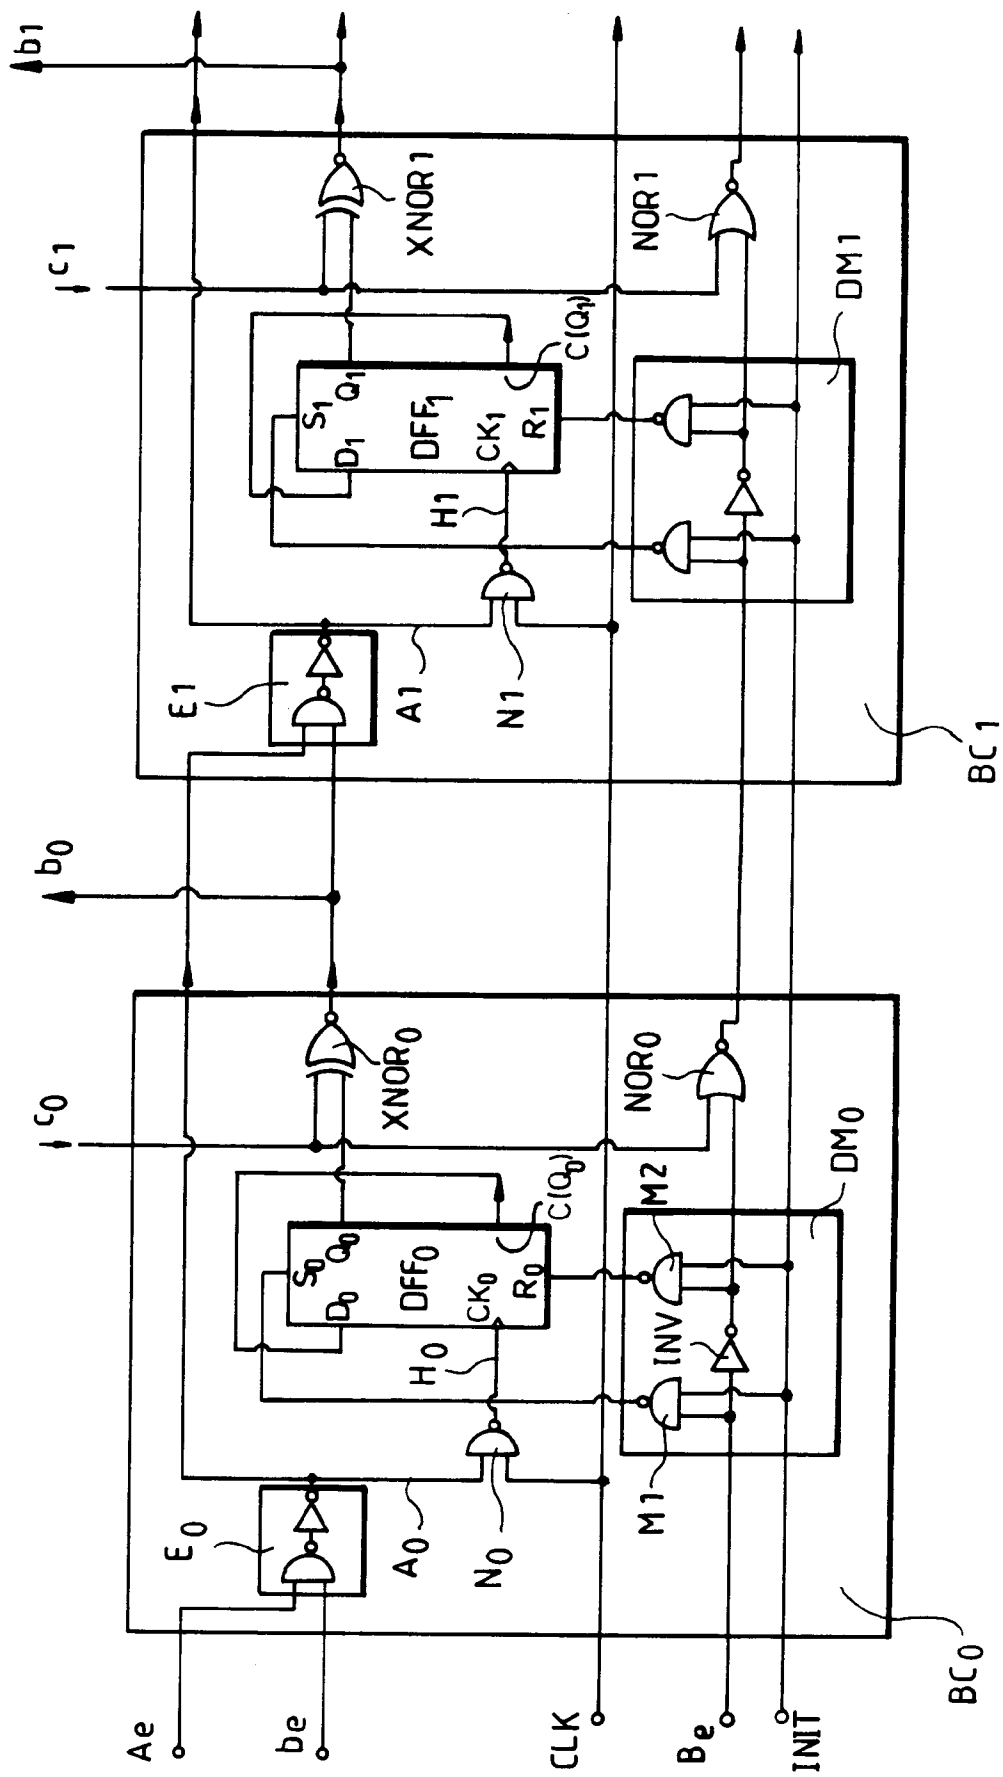 Ae
be
CLK
Be
INIT
BC0
E0
A0
N0
H0
S0
D0
Q0
DFF0
CK0
R0
C(Q0)
M1
INV
M2
DM0
c0
XNOR0
NOR0
b0
BC1
E1
A1
N1
H1
S1
D1
Q1
DFF1
CK1
R1
C(Q1)
DM1
c1
XNOR1
NOR1
b1